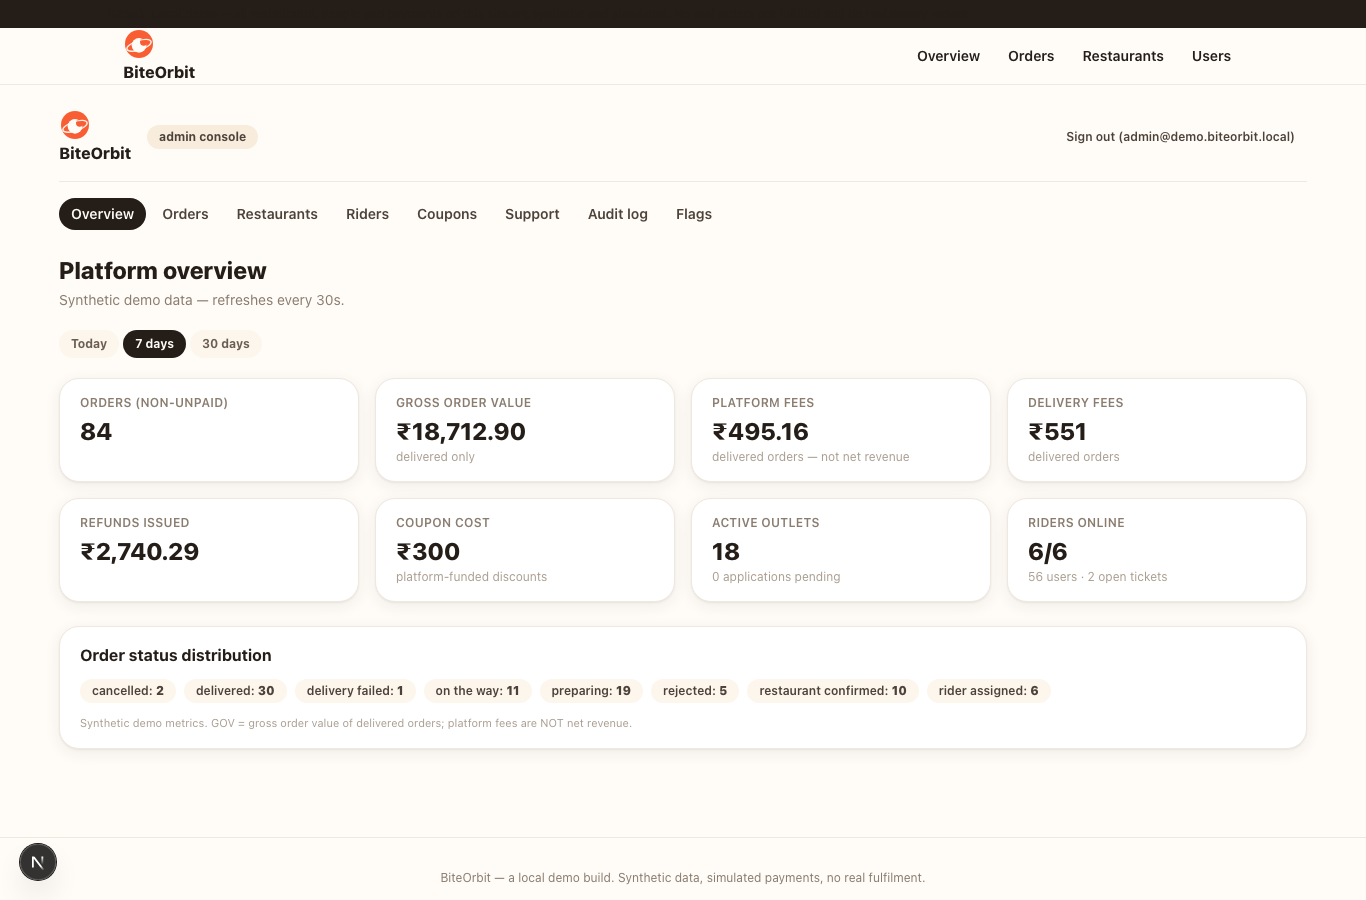 BiteOrbit
Overview Orders Restaurants Users
BiteOrbit
admin console
Sign out (admin@demo.biteorbit.local)
Overview Orders Restaurants Riders Coupons Support Audit log Flags
Platform overview
Synthetic demo data — refreshes every 30s.
Today 7 days 30 days
ORDERS (NON-UNPAID)
84
GROSS ORDER VALUE
₹18,712.90
delivered only
PLATFORM FEES
₹495.16
delivered orders — not net revenue
DELIVERY FEES
₹551
delivered orders
REFUNDS ISSUED
₹2,740.29
COUPON COST
₹300
platform-funded discounts
ACTIVE OUTLETS
18
0 applications pending
RIDERS ONLINE
6/6
56 users · 2 open tickets
Order status distribution
cancelled: 2 delivered: 30 delivery failed: 1 on the way: 11 preparing: 19 rejected: 5 restaurant confirmed: 10 rider assigned: 6
Synthetic demo metrics. GOV = gross order value of delivered orders; platform fees are NOT net revenue.
N
BiteOrbit — a local demo build. Synthetic data, simulated payments, no real fulfilment.